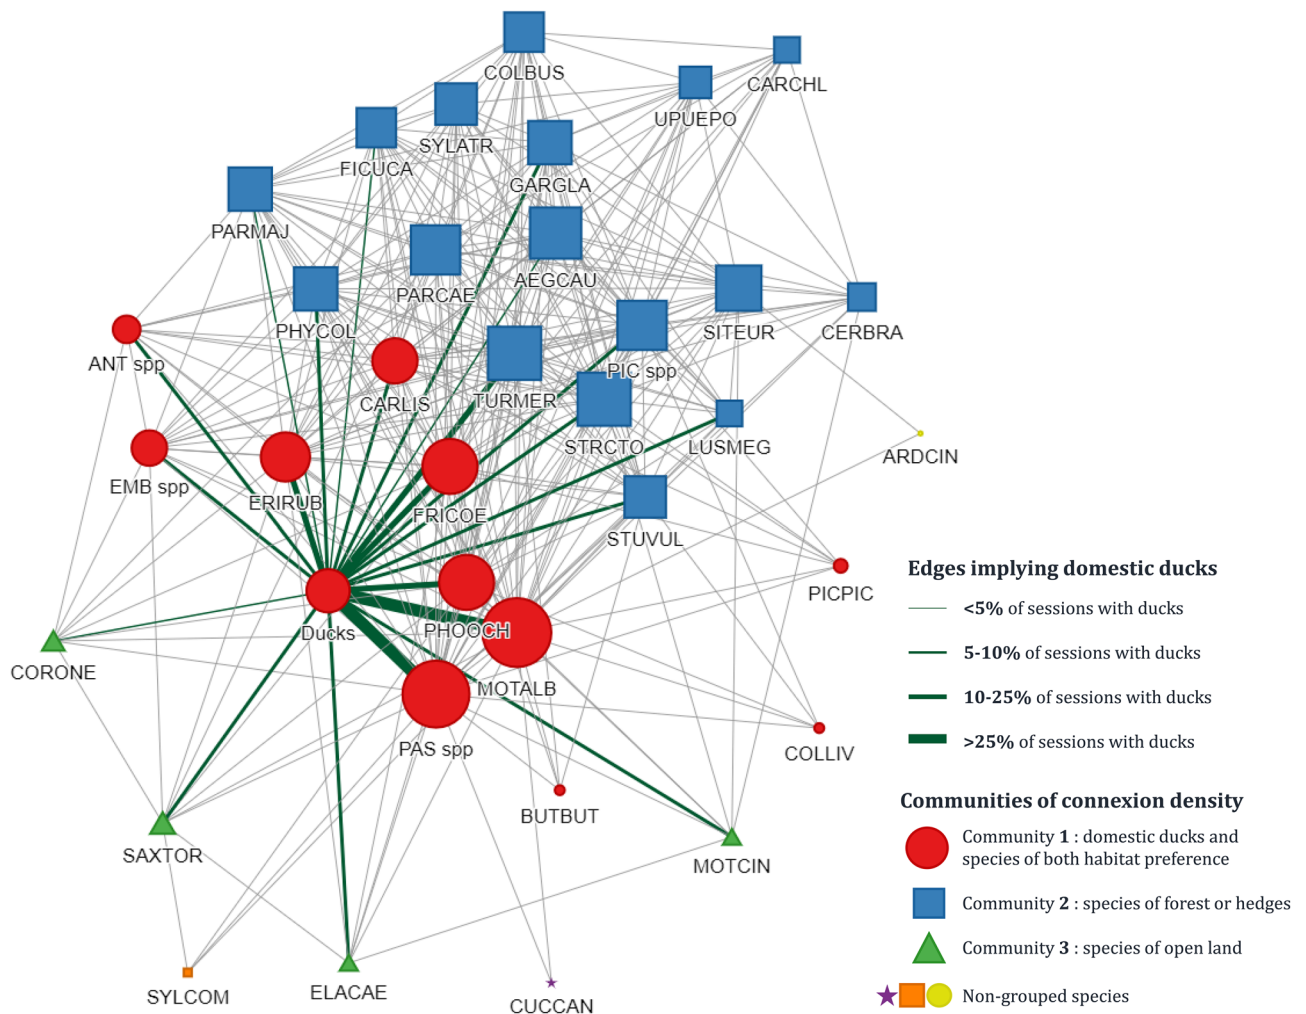 COLBUS
CARCHL
UPUEPO
SYLATR
FICUCA
GARGLA
PARMAJ
AEGCAU
PARCAE
PHYCOL
SITEUR
CERBRA
ANT spp
PIC spp
CARLIS
TURMER
STRCTO
LUSMEG
ARDCIN
EMB spp
ERIRUB
FRICOE
STUVUL
PICPIC
Ducks
PHOOCH
CORONE
MOTALB
PAS spp
COLLIV
BUTBUT
SAXTOR
MOTCIN
SYLCOM
ELACAE
CUCCAN
Edges implying domestic ducks
<5% of sessions with ducks
5-10% of sessions with ducks
10-25% of sessions with ducks
>25% of sessions with ducks
Communities of connexion density
Community 1 : domestic ducks and
species of both habitat preference
Community 2 : species of forest or hedges
Community 3 : species of open land
Non-grouped species